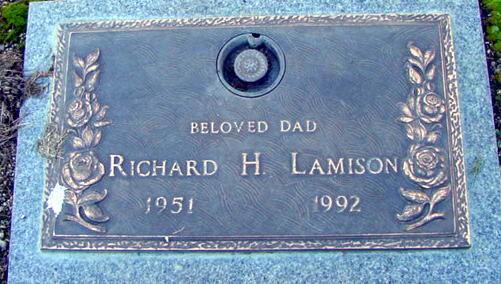 BELOVED DAD
RICHARD H. LAMISON
1951 1992